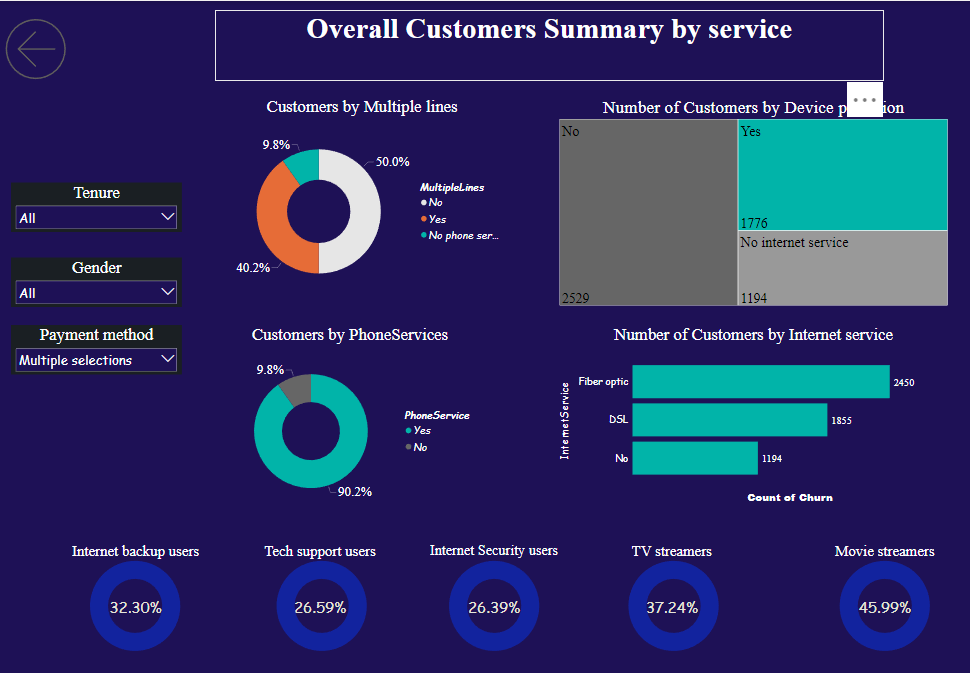 Overall Customers Summary by service
Customers by Multiple lines
9.8%
50.0%
40.2%
MultipleLines
No
Yes
No phone ser...
Number of Customers by Device p
ion
No
2529
Yes
1776
No internet service
1194
Tenure
All
Gender
All
Payment method
Multiple selections
Customers by PhoneServices
9.8%
90.2%
PhoneService
Yes
No
Number of Customers by Internet service
InternetService
Fiber optic
2450
DSL
1855
No
1194
Count of Churn
Internet backup users
32.30%
Tech support users
26.59%
Internet Security users
26.39%
TV streamers
37.24%
Movie streamers
45.99%